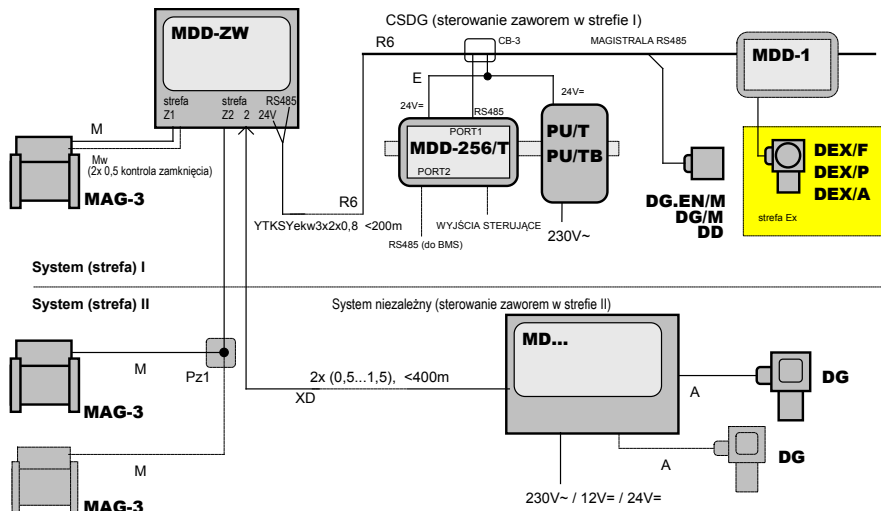 CSDG (sterowanie zaworem w strefie I)
MDD-ZW
R6
CB-3
MAGISTRALA RS485
MDD-1
E
24V=
24V=
strefa strefa RS485
Z1 Z2 2 24V
RS485
M
PORT1
MDD-256/T
PORT2
PU/T
PU/TB
DEX/F
DEX/P
DEX/A
strefa Ex
Mw
(2x 0,5 kontrola zamknięcia)
MAG-3
R6
YTKSYekw3x2x0,8 <200m
WYJŚCIA STERUJĄCE
RS485 (do BMS)
230V~
DG.EN/M
DG/M
DD
System (strefa) I
System (strefa) II
System niezależny (sterowanie zaworem w strefie II)
MD...
M
Pz1
MAG-3
2x (0,5...1,5), <400m
XD
A
DG
A
DG
M
MAG-3
230V~ / 12V= / 24V=